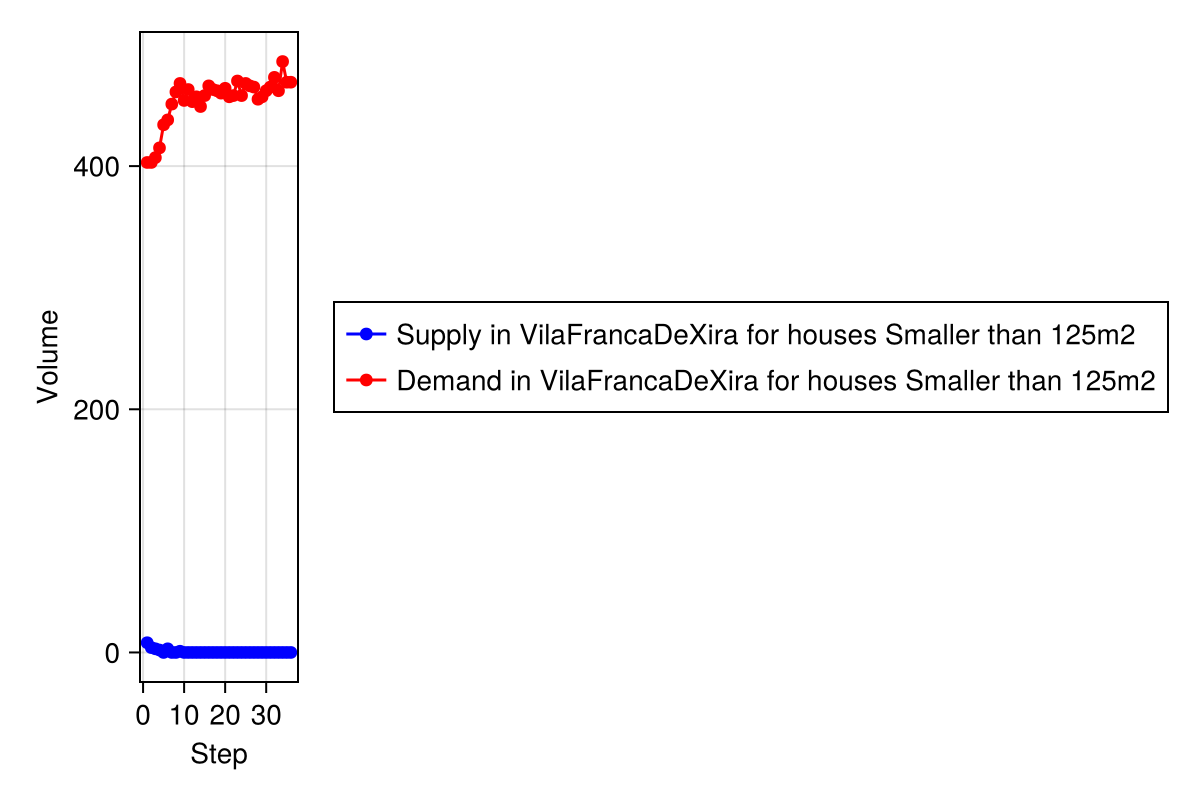 Volume
400
200
0
0 10 20 30
Step
Supply in VilaFrancaDeXira for houses Smaller than 125m2
Demand in VilaFrancaDeXira for houses Smaller than 125m2